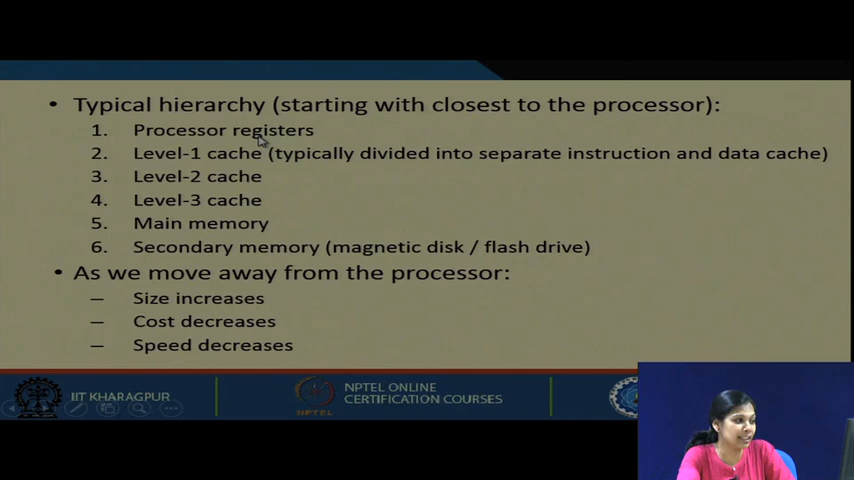 • Typical hierarchy (starting with closest to the processor):
1. Processor registers
2. Level-1 cache (typically divided into separate instruction and data cache)
3. Level-2 cache
4. Level-3 cache
5. Main memory
6. Secondary memory (magnetic disk / flash drive)
• As we move away from the processor:
– Size increases
– Cost decreases
– Speed decreases
IIT KHARAGPUR
NPTEL
NPTEL ONLINE
CERTIFICATION COURSES